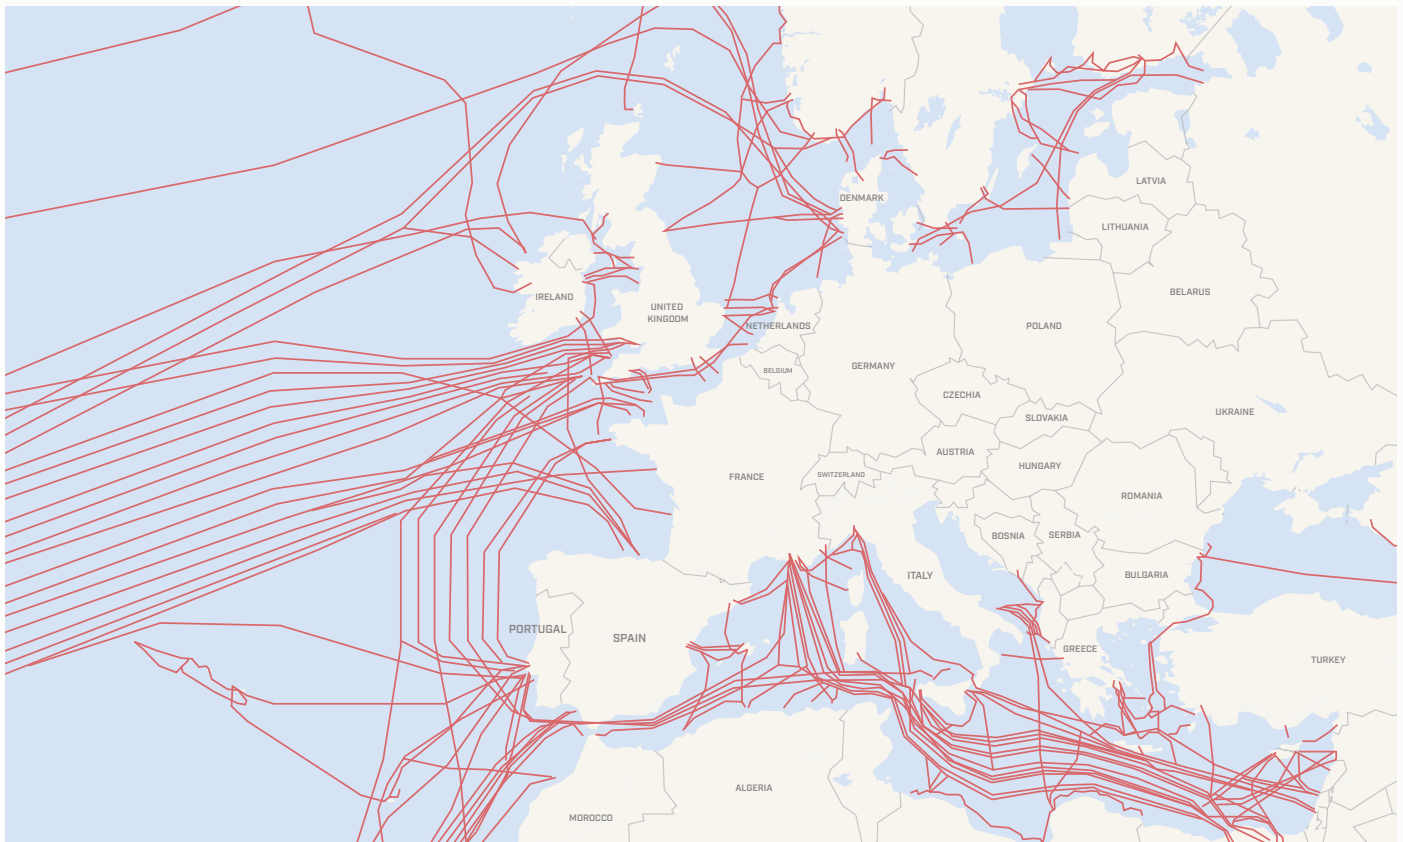 DENMARK
LATVIA
LITHUANIA
BELARUS
IRELAND
UNITED
KINGDOM
NETHERLANDS
POLAND
BELGIUM
GERMANY
CZECHIA
SLOVAKIA
UKRAINE
AUSTRIA
FRANCE
SWITZERLAND
HUNGARY
ROMANIA
BOSNIA
SERBIA
ITALY
BULGARIA
PORTUGAL
SPAIN
GREECE
TURKEY
ALGERIA
MOROCCO